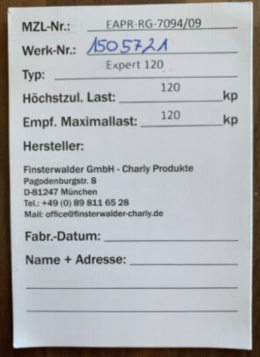 MZL-Nr.: EAPR-RG-7094/09
Werk-Nr.: 1505721
Typ: Expert 120
Höchstzul. Last: 120 kp
Empf. Maximallast: 120 kp
Hersteller:
Finsterwalder GmbH - Charly Produkte
Pagodenburgstr. 8
D-81247 München
Tel.: +49 (0) 89 811 65 28
Mail: office@finsterwalder-charly.de
Fabr.-Datum:
Name + Adresse: